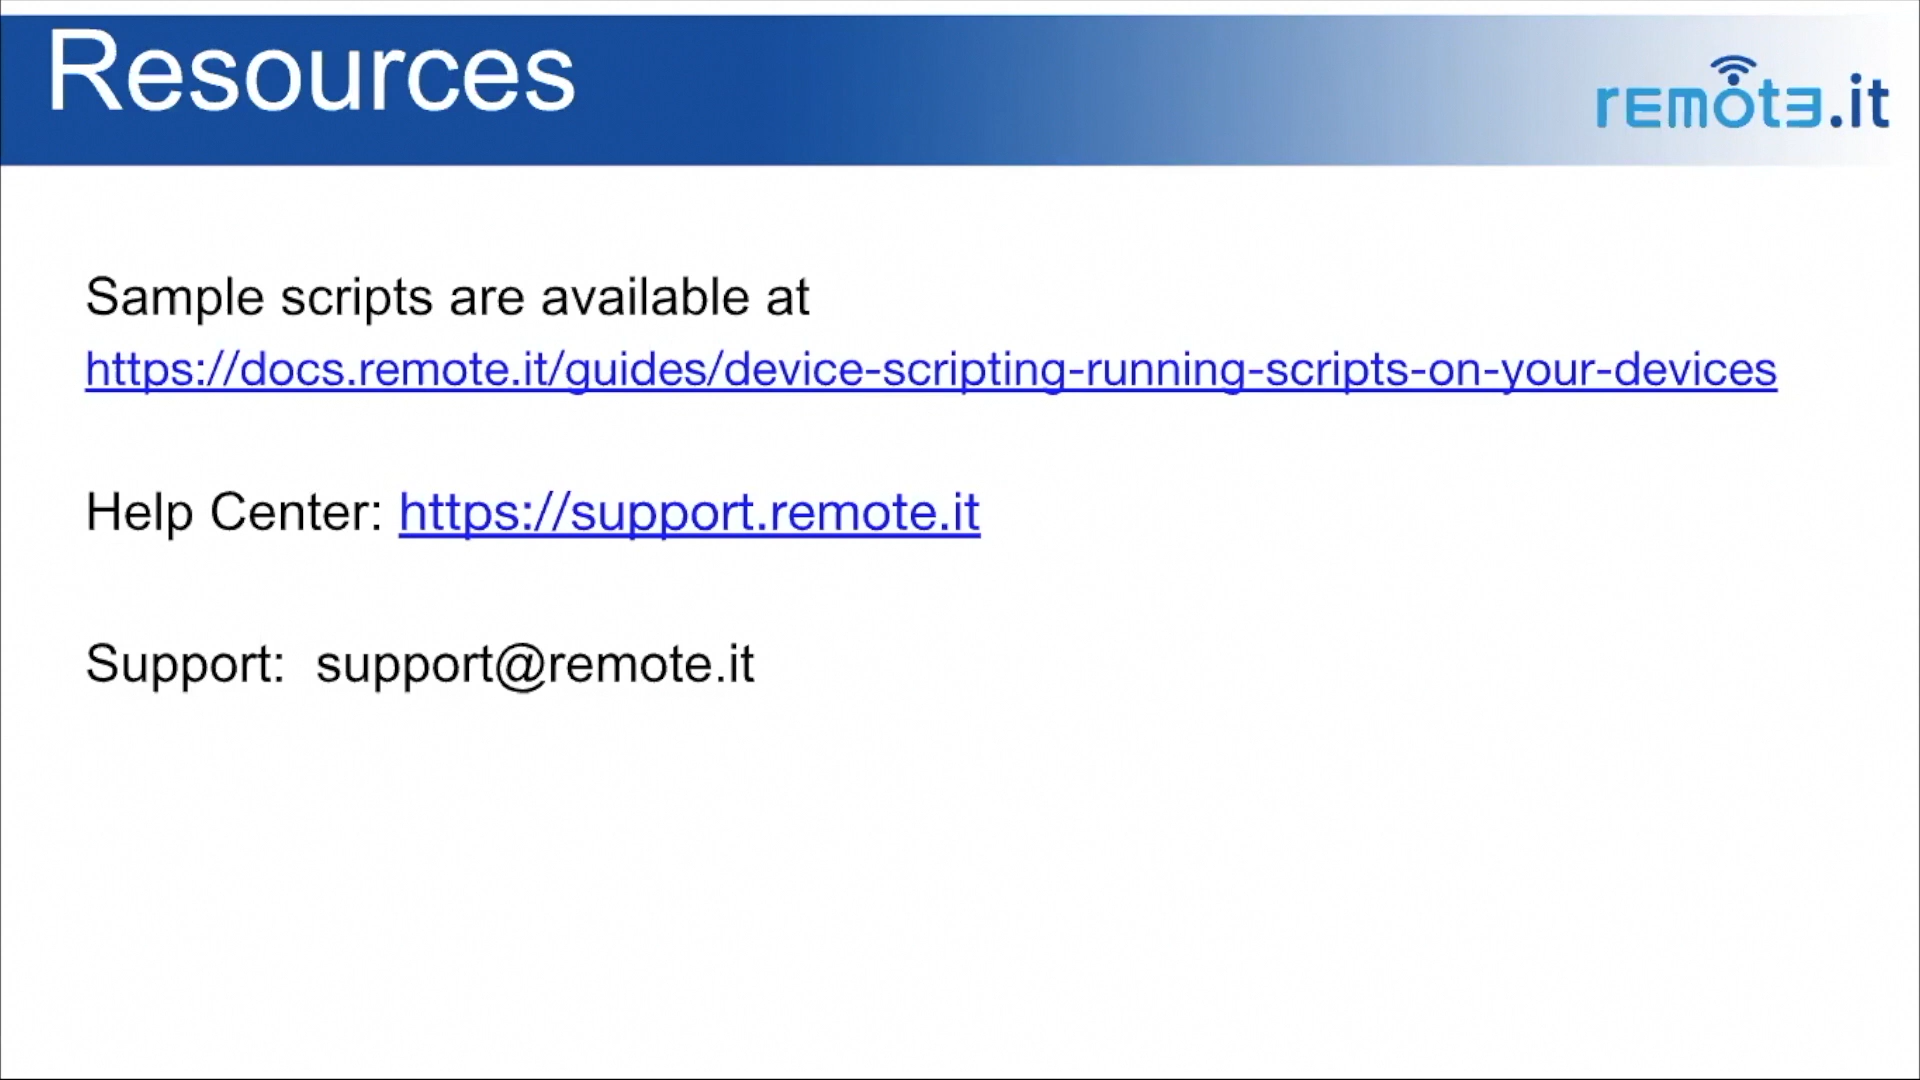 Resources
remote.it
Sample scripts are available at
https://docs.remote.it/guides/device-scripting-running-scripts-on-your-devices
Help Center: https://support.remote.it
Support:  support@remote.it